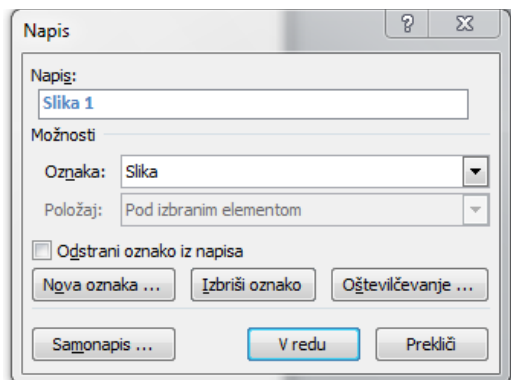 Napis
Napis:
Slika 1
Možnosti
Oznaka: Slika
Položaj: Pod izbranim elementom
Odstrani oznako iz napisa
Nova oznaka ... Izbriši oznako Oštevilčevanje ...
Samonapis ... V redu Prekliči